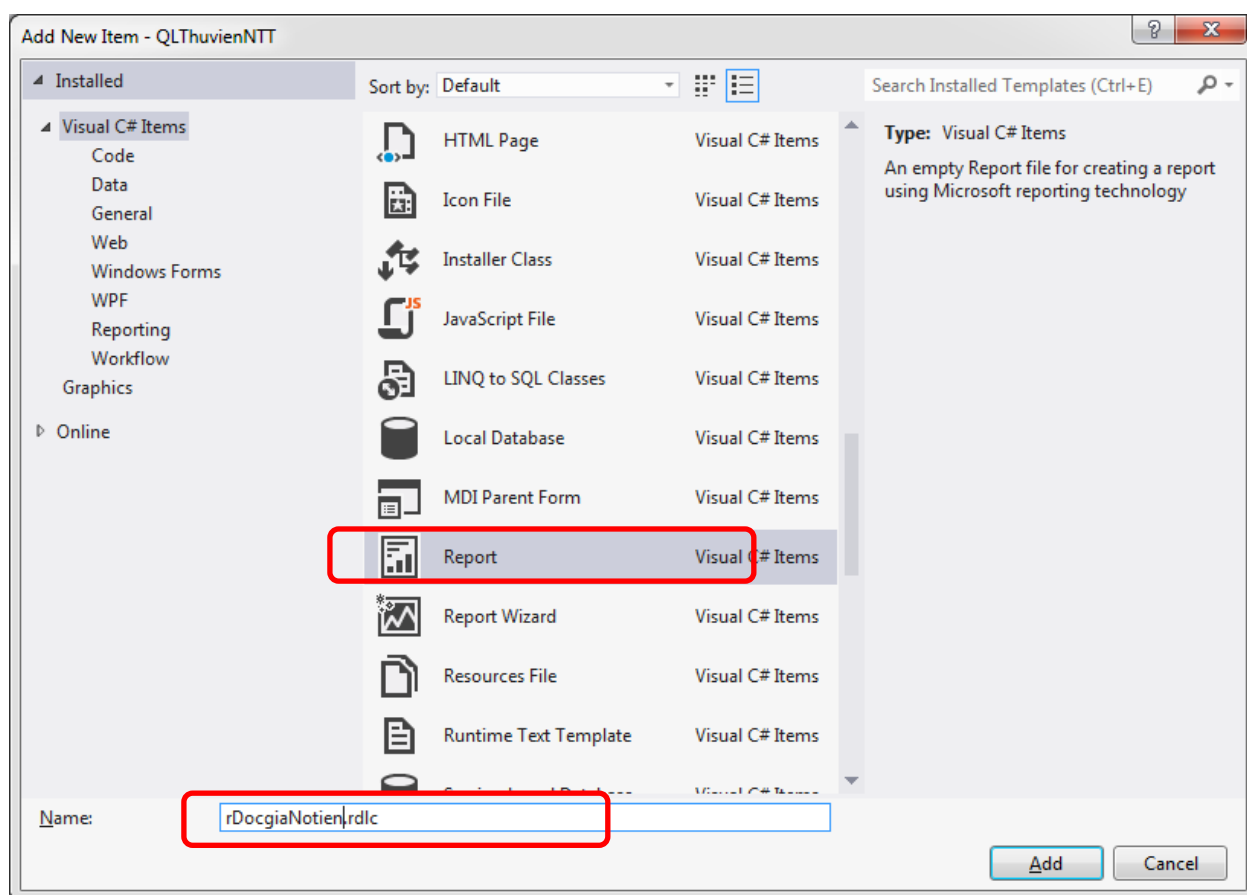 Add New Item - QLThuvienNTT
Installed
Sort by: Default
Search Installed Templates (Ctrl+E)
Visual C# Items
Code
Data
General
Web
Windows Forms
WPF
Reporting
Workflow
Graphics
Online
HTML Page Visual C# Items
Icon File Visual C# Items
Installer Class Visual C# Items
JS
JavaScript File Visual C# Items
LINQ to SQL Classes Visual C# Items
Local Database Visual C# Items
MDI Parent Form Visual C# Items
Report Visual C# Items
Report Wizard Visual C# Items
Resources File Visual C# Items
Runtime Text Template Visual C# Items
Type: Visual C# Items
An empty Report file for creating a report
using Microsoft reporting technology
Name: rDocgiaNotien.rdlc
Add Cancel